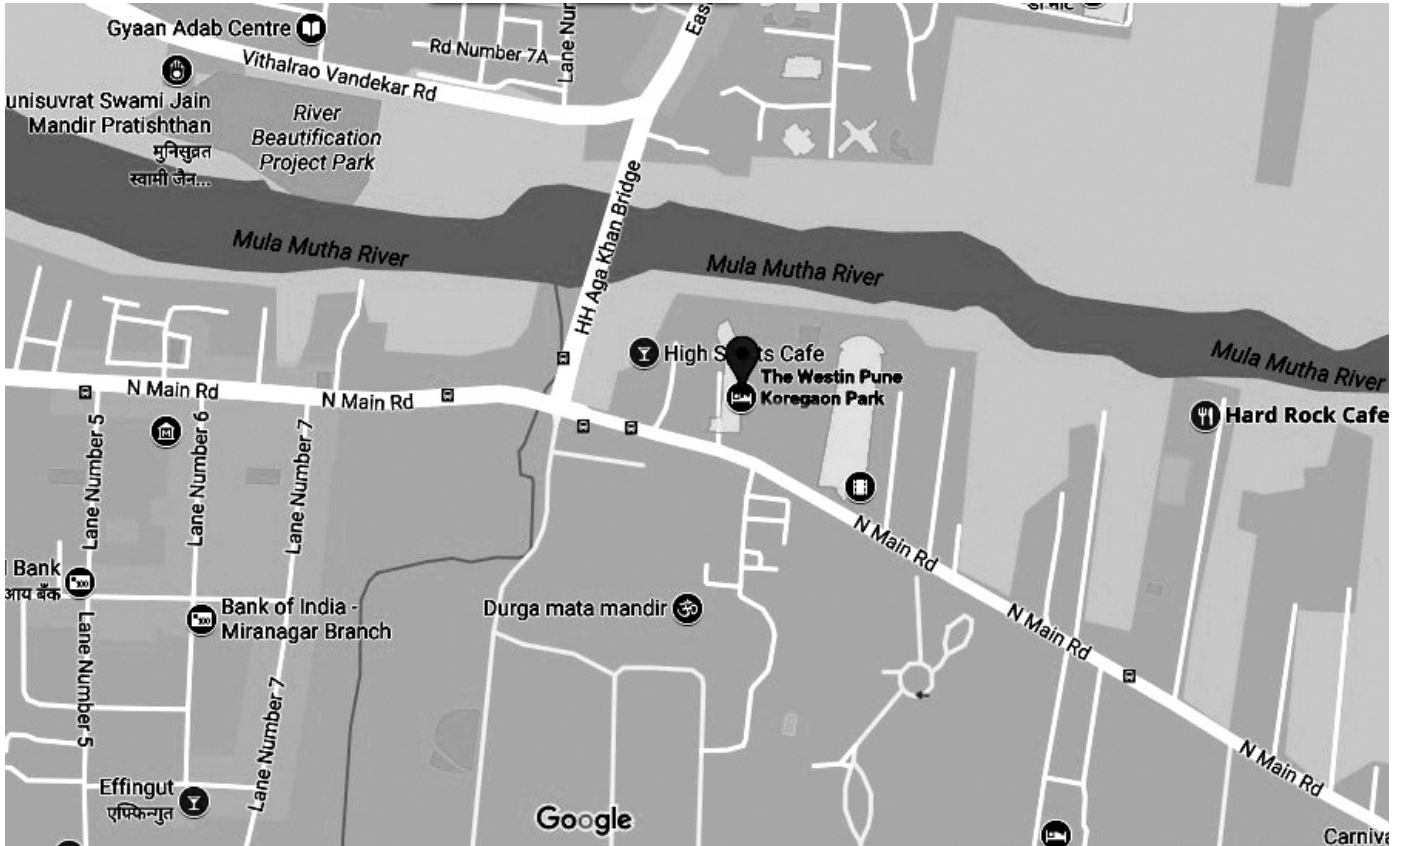 डा नाट
Gyaan Adab Centre
Rd Number 7A
Lane Nur
Eas
Vithalrao Vandekar Rd
unisuvrat Swami Jain
Mandir Pratishthan
मुनिसुव्रत
स्वामी जैन...
River
Beautification
Project Park
HH Aga Khan Bridge
Mula Mutha River
Mula Mutha River
Mula Mutha River
High S ts Cafe
The Westin Pune
Koregaon Park
N Main Rd
N Main Rd
Hard Rock Cafe
Lane Number 5
Lane Number 6
Lane Number 7
N Main Rd
l Bank
आय बँक
Bank of India -
Miranagar Branch
Durga mata mandir
N Main Rd
Lane Number 5
Lane Number 7
N Main Rd
Effingut
एफ्फिन्गुत
Google
Carniva